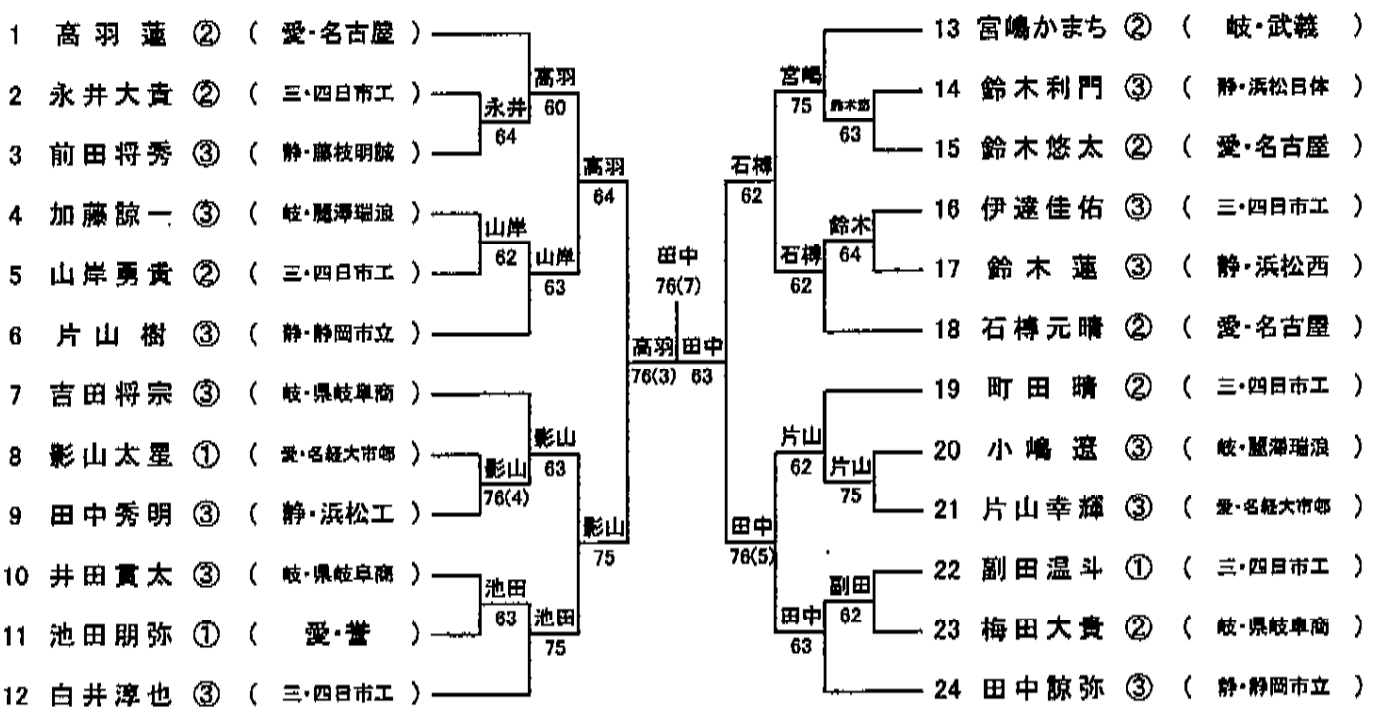 1 高羽蓮 ② ( 愛・名古屋 )
2 永井大貴 ② ( 三・四日市工 )
3 前田将秀 ③ ( 静・藤枝明誠 )
4 加藤諒一 ③ ( 岐・麗澤瑞浪 )
5 山岸勇貴 ② ( 三・四日市工 )
6 片山樹 ③ ( 静・静岡市立 )
7 吉田将宗 ③ ( 岐・県岐阜商 )
8 影山太星 ① ( 愛・名経大市邨 )
9 田中秀明 ③ ( 静・浜松工 )
10 井田貫太 ③ ( 岐・県岐阜商 )
11 池田朋弥 ① ( 愛・誉 )
12 白井淳也 ③ ( 三・四日市工 )
永井
64
高羽
60
山岸
62
山岸
63
高羽
64
影山
76(4)
影山
63
池田
63
池田
75
影山
75
高羽
76(3)
田中
76(7)
田中
63
石榑
62
宮嶋
75
鈴木悠
63
鈴木
64
石榑
62
片山
62
片山
75
田中
76(5)
副田
62
田中
63
13 宮嶋かまち ② ( 岐・武義 )
14 鈴木利門 ③ ( 静・浜松日体 )
15 鈴木悠太 ② ( 愛・名古屋 )
16 伊達佳佑 ③ ( 三・四日市工 )
17 鈴木蓮 ③ ( 静・浜松西 )
18 石榑元晴 ② ( 愛・名古屋 )
19 町田晴 ② ( 三・四日市工 )
20 小嶋遼 ③ ( 岐・麗澤瑞浪 )
21 片山幸輝 ③ ( 愛・名経大市邨 )
22 副田温斗 ① ( 三・四日市工 )
23 梅田大貴 ② ( 岐・県岐阜商 )
24 田中諒弥 ③ ( 静・静岡市立 )